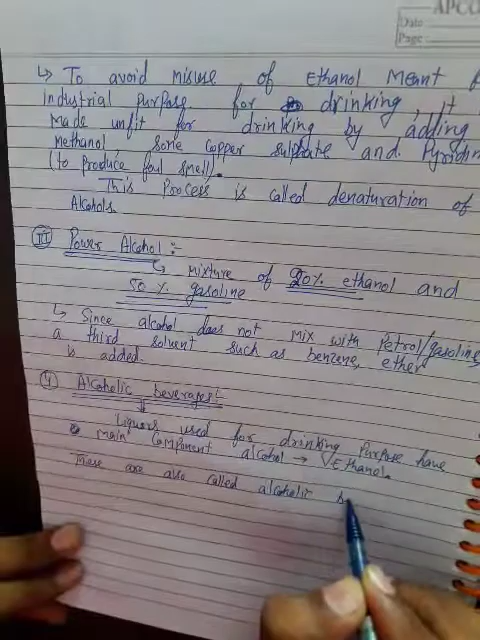 APCO
Date
Page
↳ To avoid misuse of Ethanol Meant
industrial purpose for drinking, it
made unfit for drinking by adding
Methanol, some copper sulphate and Pyridin
(to produce foul smell).
This Process is called denaturation of
Alcohols
III Power Alcohol :-
↳ mixture of 20% ethanol and
50 % gasoline
↳ Since alcohol does not mix with Petrol/gasoline,
a third solvent such as benzene, ether
is added.
Alcoholic beverages:
Liquors used for drinking Purpose have
main component alcohol → Ethanol.
These are also called alcoholic b